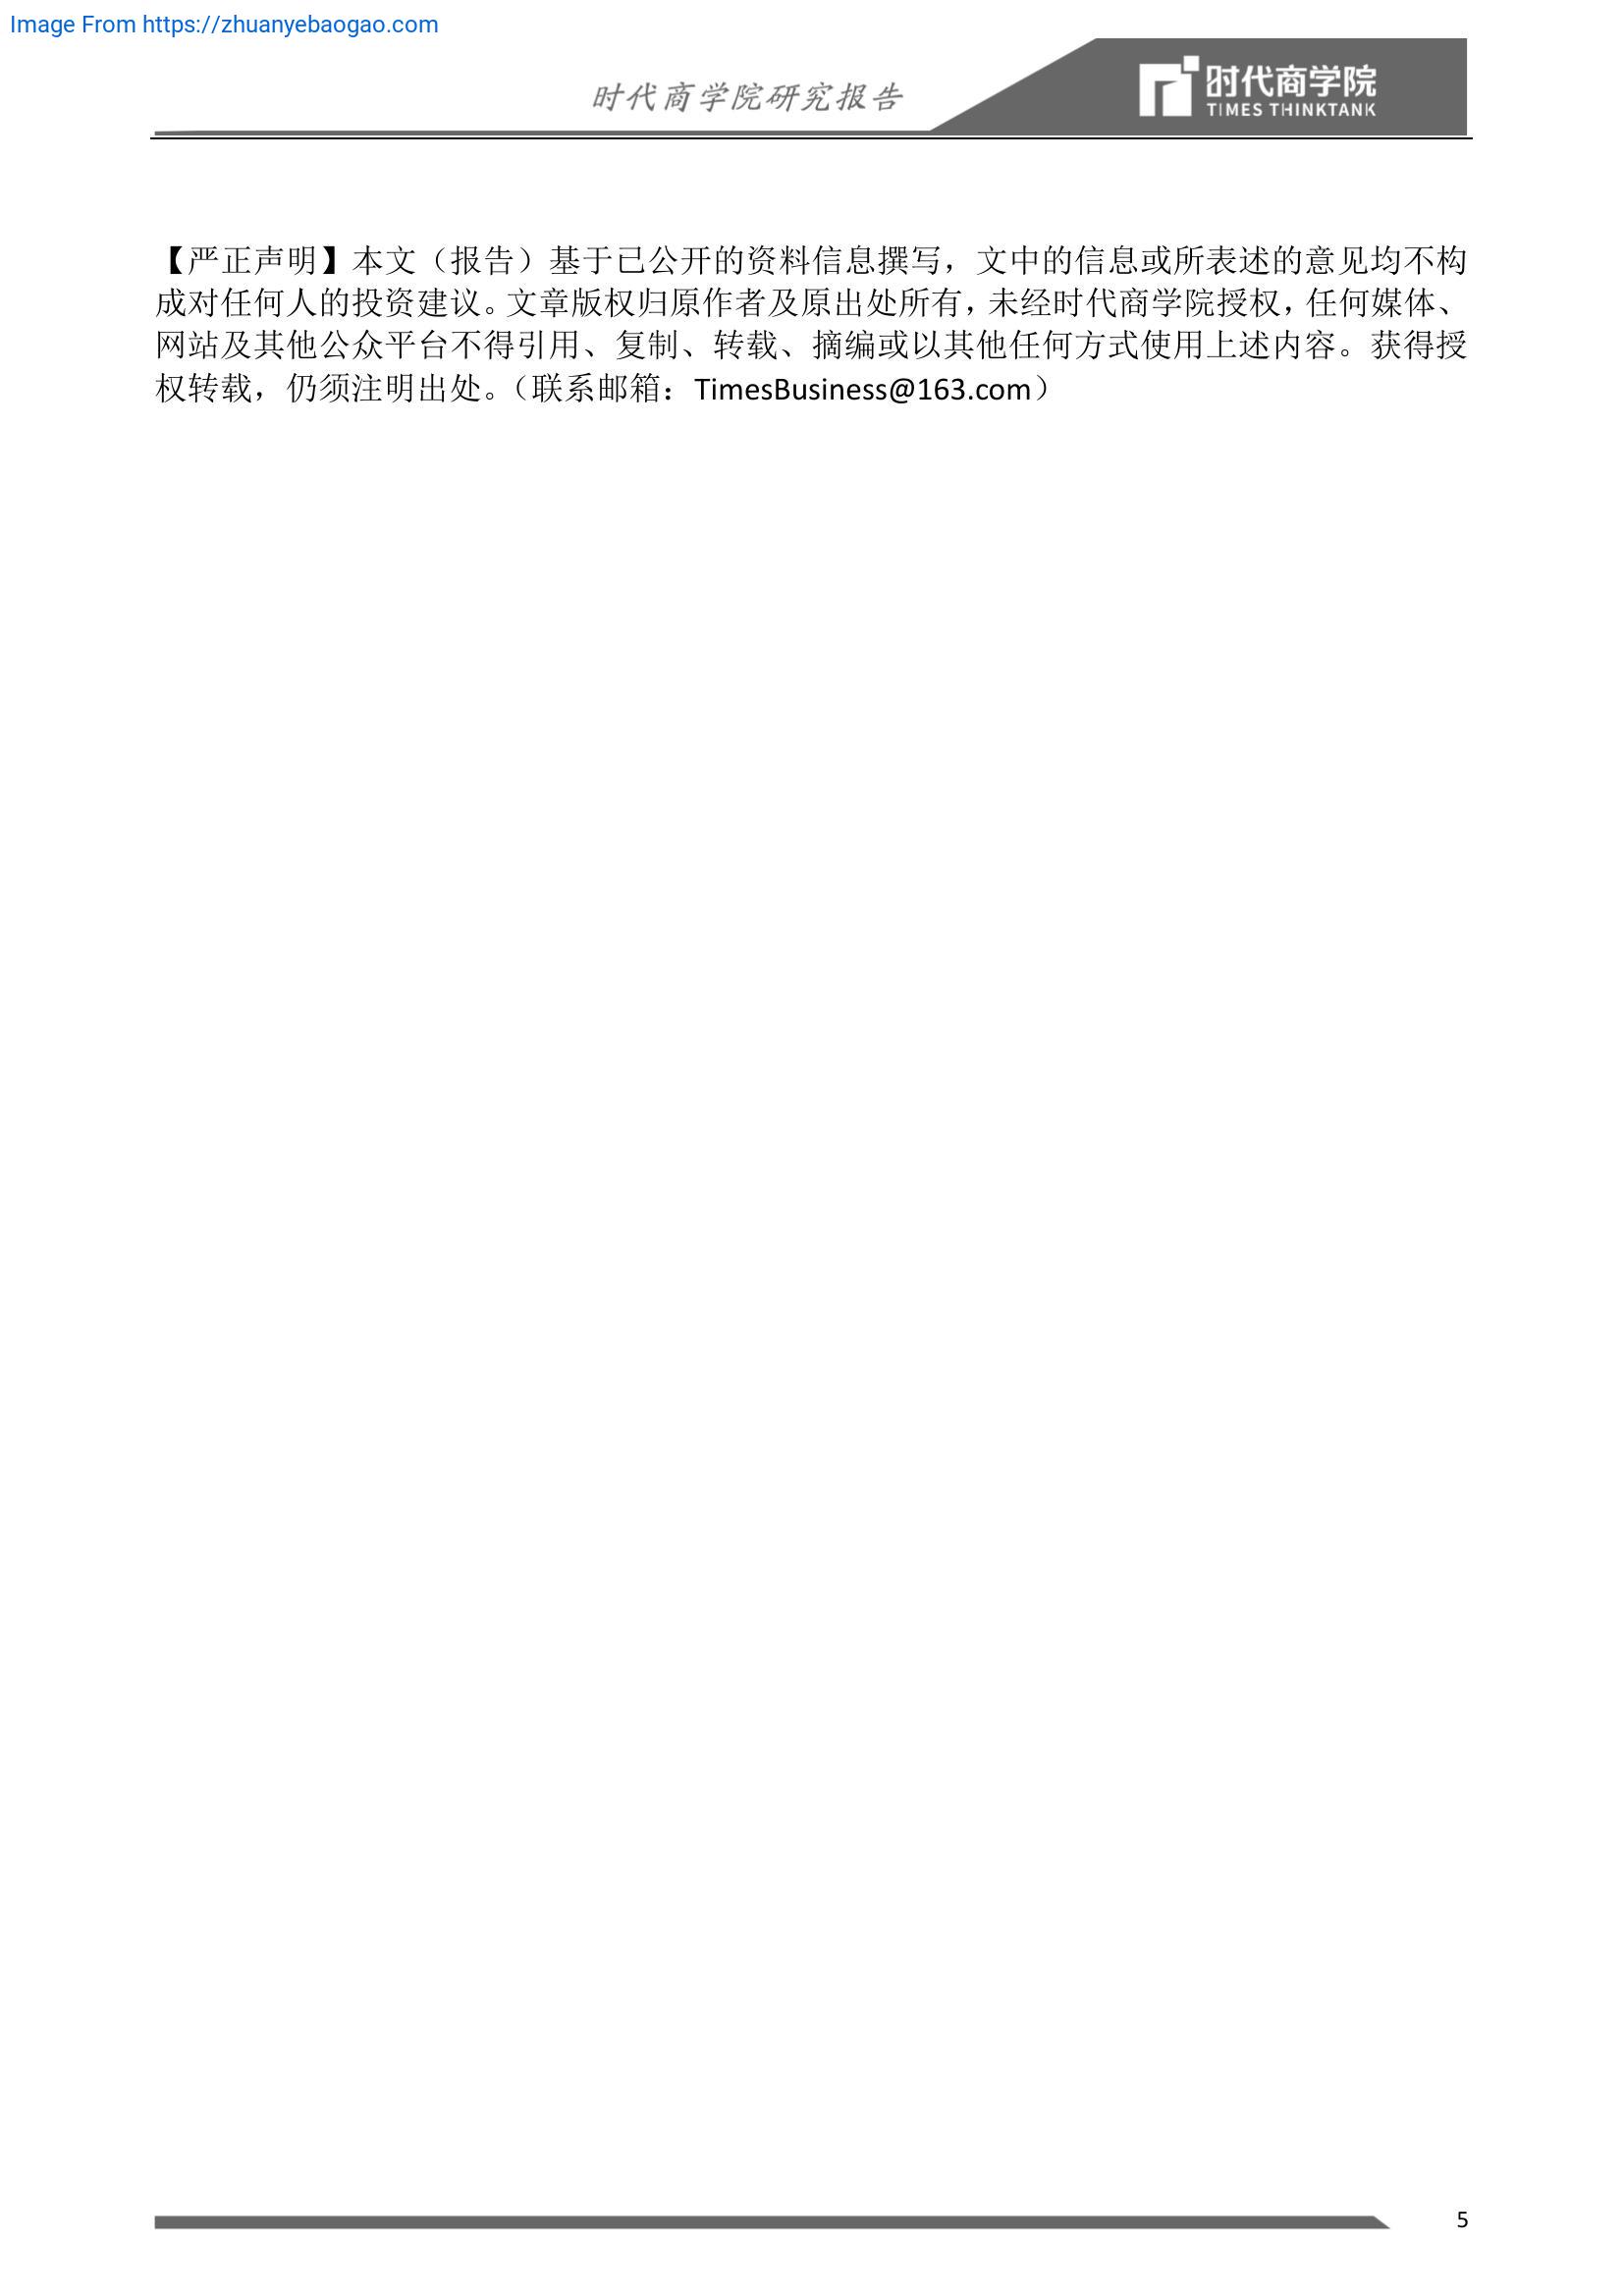 Image From https://zhuanyebaogao.com
时代商学院研究报告
时代商学院
TIMES THINKTANK
【严正声明】本文（报告）基于已公开的资料信息撰写，文中的信息或所表述的意见均不构
成对任何人的投资建议。文章版权归原作者及原出处所有，未经时代商学院授权，任何媒体、
网站及其他公众平台不得引用、复制、转载、摘编或以其他任何方式使用上述内容。获得授
权转载，仍须注明出处。（联系邮箱：TimesBusiness@163.com）
5